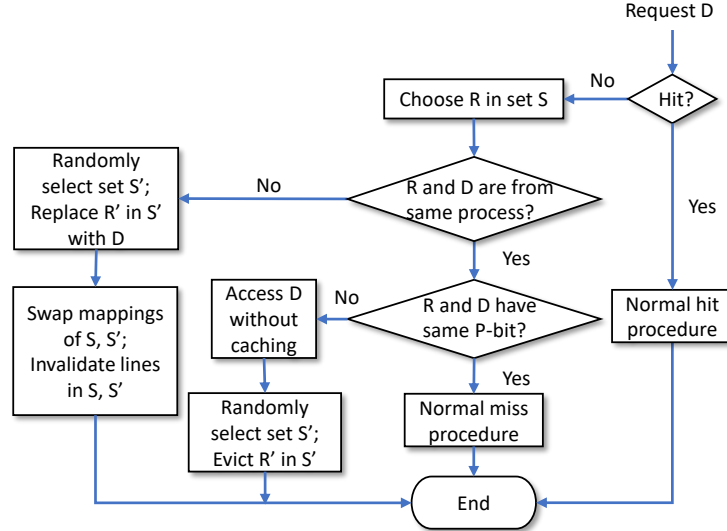 Request D
Hit?
No
Yes
Choose R in set S
R and D are from
same process?
No
Yes
Randomly
select set S’;
Replace R’ in S’
with D
Swap mappings
of S, S’;
Invalidate lines
in S, S’
R and D have
same P-bit?
No
Yes
Access D
without
caching
Randomly
select set S’;
Evict R’ in S’
Normal miss
procedure
Normal hit
procedure
End